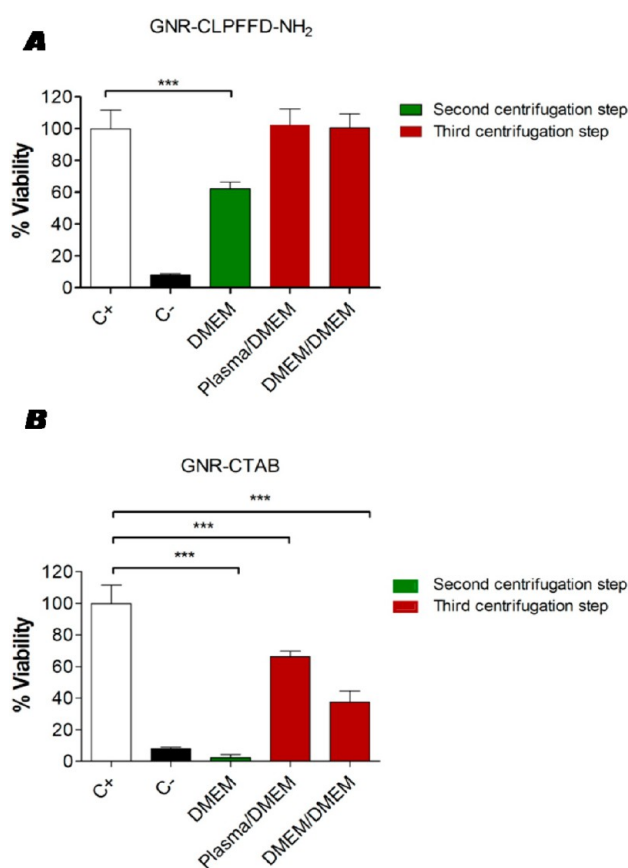 A
GNR-CLPFFD-NH₂
***
120
100
80
60
40
20
0
% Viability
C+
C-
DMEM
Plasma/DMEM
DMEM/DMEM
Second centrifugation step
Third centrifugation step
B
GNR-CTAB
***
***
***
120
100
80
60
40
20
0
% Viability
C+
C-
DMEM
Plasma/DMEM
DMEM/DMEM
Second centrifugation step
Third centrifugation step